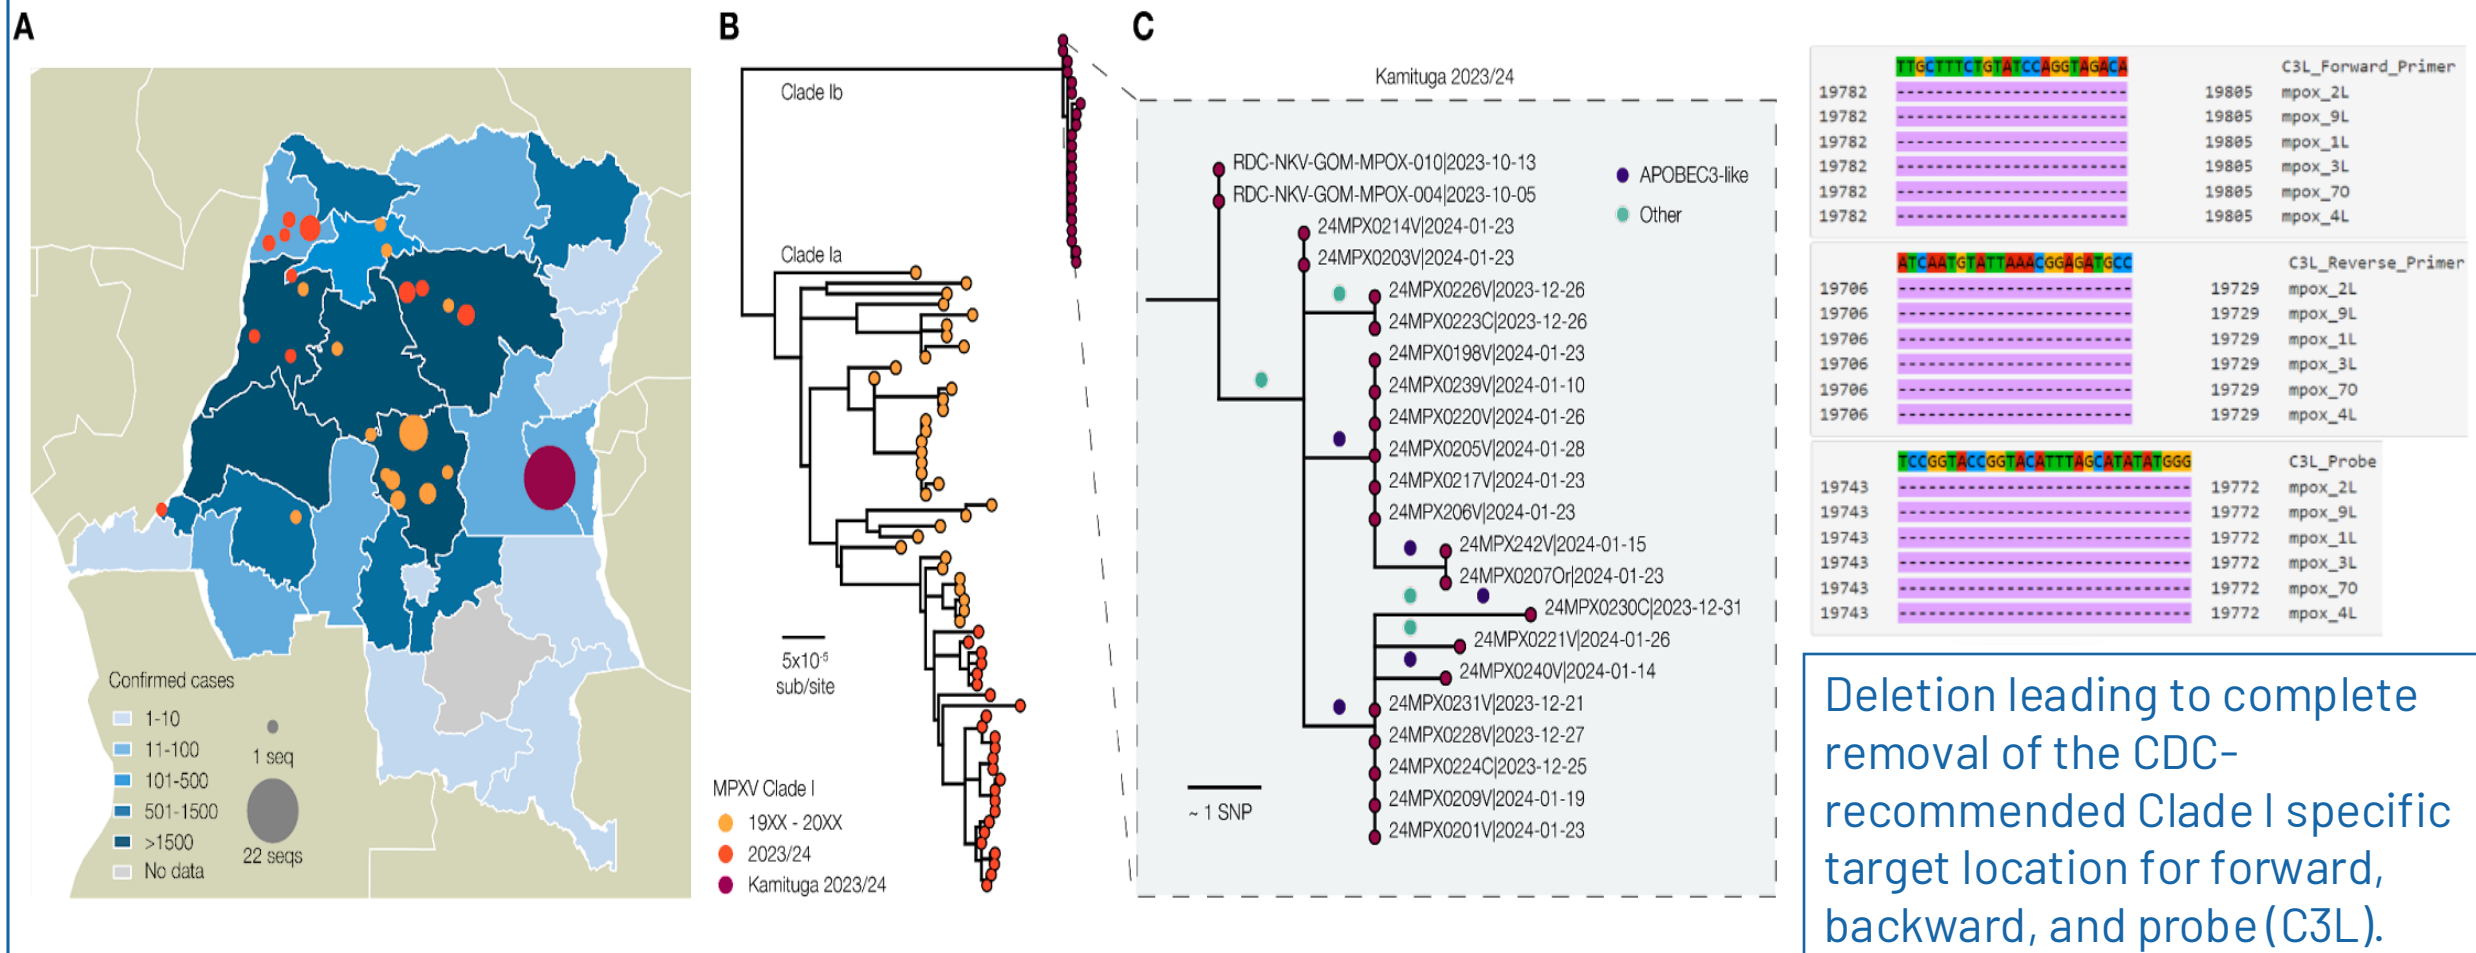 A
Confirmed cases
1-10
11-100
101-500
501-1500
>1500
No data
1 seq
22 seqs
B
Clade Ib
Clade Ia
5x10-5
sub/site
MPXV Clade I
19XX - 20XX
2023/24
Kamituga 2023/24
C
Kamituga 2023/24
RDC-NKV-GOM-MPOX-010|2023-10-13
RDC-NKV-GOM-MPOX-004|2023-10-05
24MPX0214V|2024-01-23
24MPX0203V|2024-01-23
24MPX0226V|2023-12-26
24MPX0223C|2023-12-26
24MPX0198V|2024-01-23
24MPX0239V|2024-01-10
24MPX0220V|2024-01-26
24MPX0205V|2024-01-28
24MPX0217V|2024-01-23
24MPX206V|2024-01-23
24MPX242V|2024-01-15
24MPX0207Or|2024-01-23
24MPX0230C|2023-12-31
24MPX0221V|2024-01-26
24MPX0240V|2024-01-14
24MPX0231V|2023-12-21
24MPX0228V|2023-12-27
24MPX0224C|2023-12-25
24MPX0209V|2024-01-19
24MPX0201V|2024-01-23
APOBEC3-like
Other
~ 1 SNP
TTGCTTTCTGTATCCAGGTAGACA C3L_Forward_Primer
19782 ------------------------ 19805 mpox_2L
19782 ------------------------ 19805 mpox_9L
19782 ------------------------ 19805 mpox_1L
19782 ------------------------ 19805 mpox_3L
19782 ------------------------ 19805 mpox_7O
19782 ------------------------ 19805 mpox_4L
ATCAATGTATTAAACGGAGATGCC C3L_Reverse_Primer
19706 ------------------------ 19729 mpox_2L
19706 ------------------------ 19729 mpox_9L
19706 ------------------------ 19729 mpox_1L
19706 ------------------------ 19729 mpox_3L
19706 ------------------------ 19729 mpox_7O
19706 ------------------------ 19729 mpox_4L
TCCGGTACCGGTACATTTAGCATATATGGG C3L_Probe
19743 ------------------------------ 19772 mpox_2L
19743 ------------------------------ 19772 mpox_9L
19743 ------------------------------ 19772 mpox_1L
19743 ------------------------------ 19772 mpox_3L
19743 ------------------------------ 19772 mpox_7O
19743 ------------------------------ 19772 mpox_4L
Deletion leading to complete
removal of the CDC-
recommended Clade I specific
target location for forward,
backward, and probe (C3L).